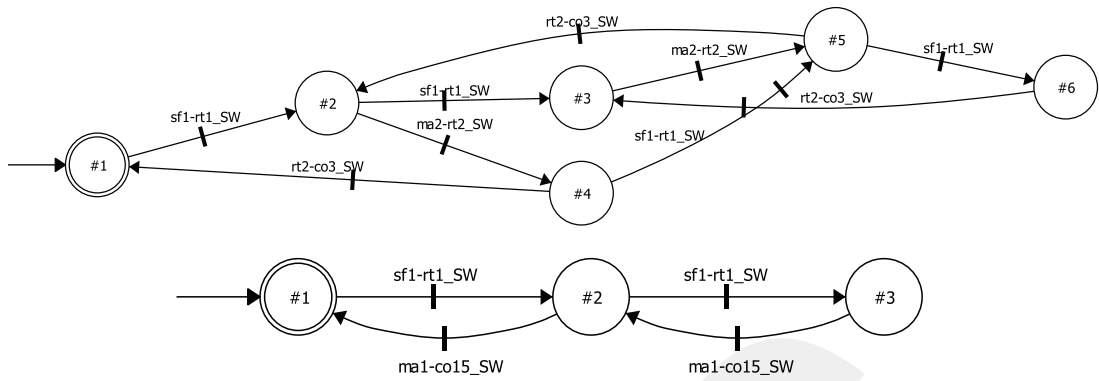 rt2-co3_SW
#5
ma2-rt2_SW
sf1-rt1_SW
#2
sf1-rt1_SW
#3
rt2-co3_SW
#6
sf1-rt1_SW
ma2-rt2_SW
sf1-rt1_SW
#1
rt2-co3_SW
#4
sf1-rt1_SW
sf1-rt1_SW
#1
#2
#3
ma1-co15_SW
ma1-co15_SW